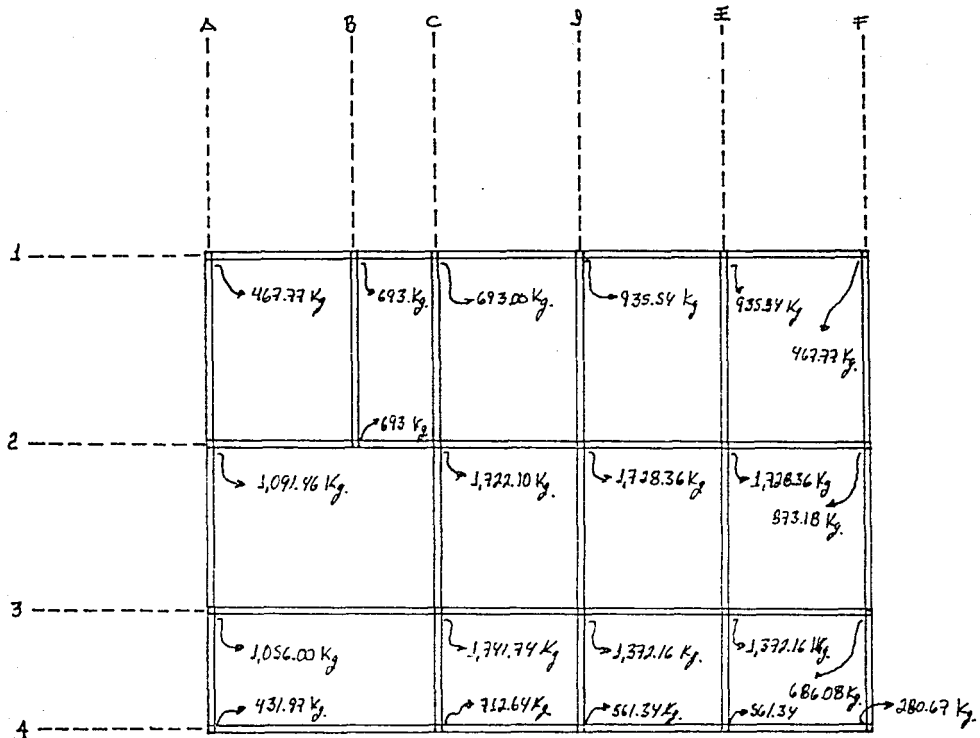 A B C D E F
1
467.77 Kg
693.Kg.
693.00 Kg.
935.54 Kg
935.54 Kg
467.77 Kg.
693 Kg
2
1,091.46 Kg.
1,722.10 Kg.
1,728.36 Kg
1,728.36 Kg
973.18 Kg.
3
1,056.00 Kg
1,741.74 Kg
1,372.16 Kg.
1,372.16 Kg.
686.08 Kg.
4
431.97 Kg.
712.64 Kg
561.34 Kg.
561.34
280.67 Kg.